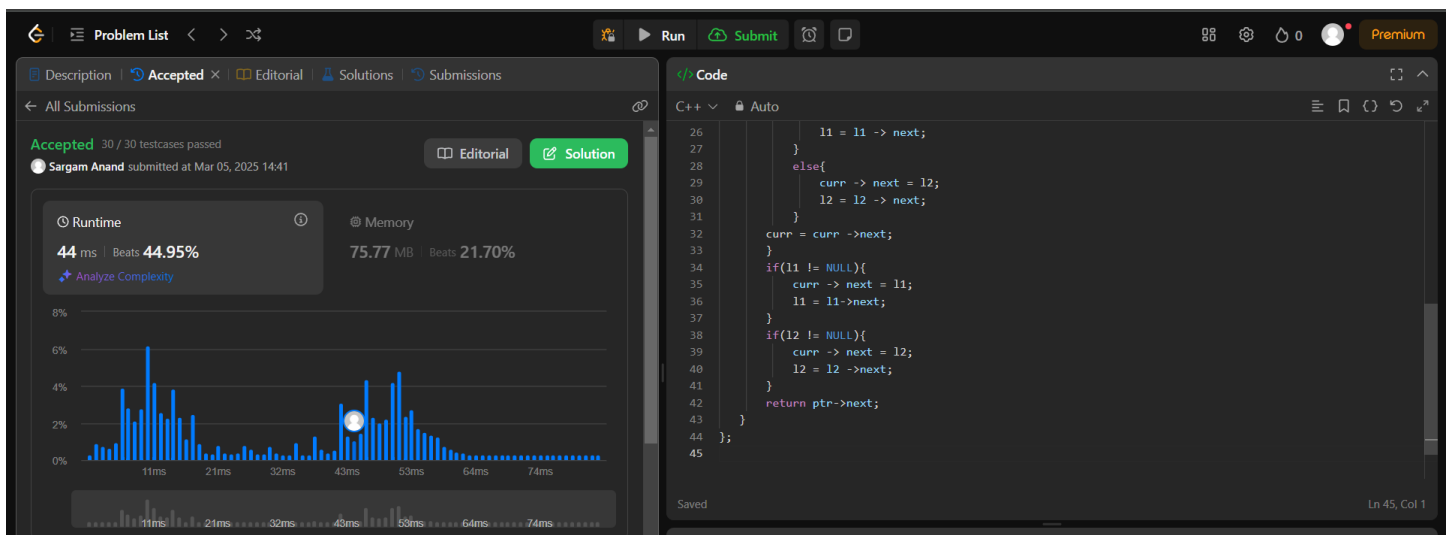 Problem List
Run
Submit
0
Premium
Description
Accepted
Editorial
Solutions
Submissions
All Submissions
Accepted 30 / 30 testcases passed
Sargam Anand submitted at Mar 05, 2025 14:41
Editorial
Solution
Runtime
44 ms | Beats 44.95%
Analyze Complexity
Memory
75.77 MB | Beats 21.70%
8%
6%
4%
2%
0%
11ms 21ms 32ms 43ms 53ms 64ms 74ms
11ms 21ms 32ms 43ms 53ms 64ms 74ms
</> Code
C++ Auto
26 l1 = l1 -> next;
27 }
28 else{
29 curr -> next = l2;
30 l2 = l2 -> next;
31 }
32 curr = curr ->next;
33 }
34 if(l1 != NULL){
35 curr -> next = l1;
36 l1 = l1->next;
37 }
38 if(l2 != NULL){
39 curr -> next = l2;
40 l2 = l2 ->next;
41 }
42 return ptr->next;
43 }
44 };
45
Saved
Ln 45, Col 1